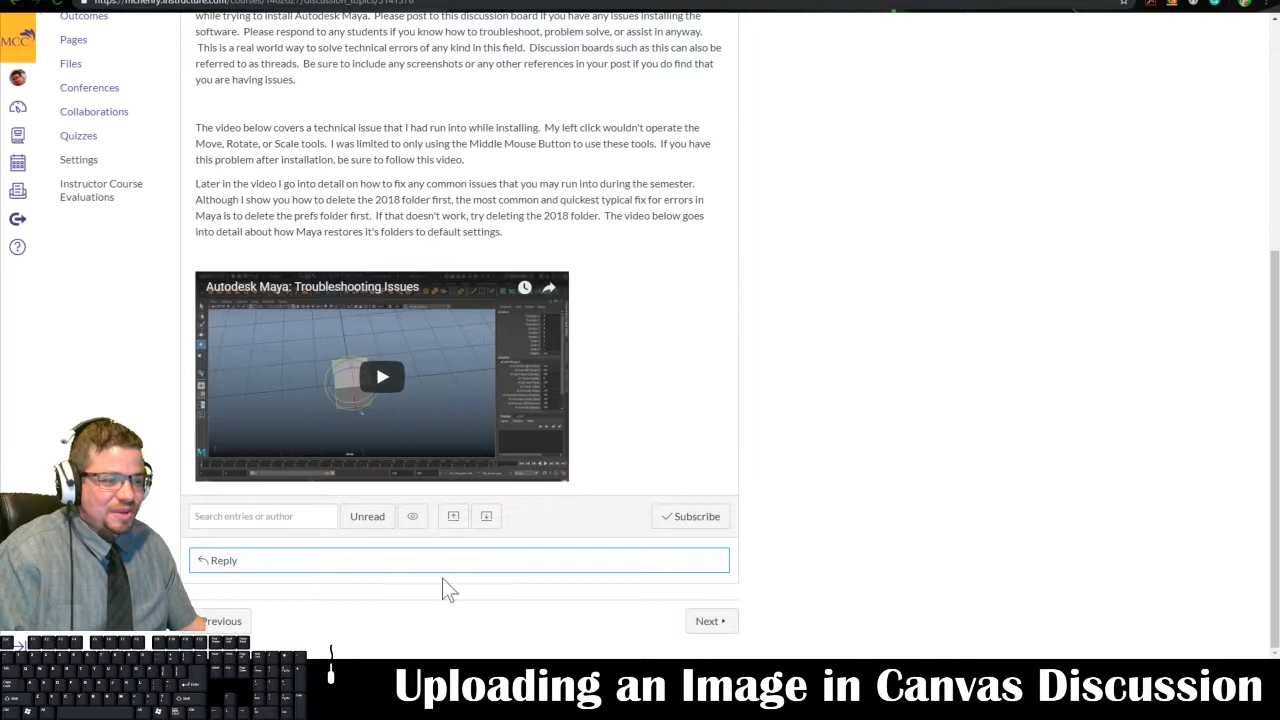 https://mchenry.instructure.com/courses/
Outcomes
MCC
Pages
Files
Conferences
Collaborations
Quizzes
Settings
Instructor Course
Evaluations
while trying to install Autodesk Maya.  Please post to this discussion board if you have any issues installing the
software.  Please respond to any students if you know how to troubleshoot, problem solve, or assist in anyway.
This is a real world way to solve technical errors of any kind in this field.  Discussion boards such as this can also be
referred to as threads.  Be sure to include any screenshots or any other references in your post if you do find that
you are having issues.
The video below covers a technical issue that I had run into while installing.  My left click wouldn't operate the
Move, Rotate, or Scale tools.  I was limited to only using the Middle Mouse Button to use these tools.  If you have
this problem after installation, be sure to follow this video.
Later in the video I go into detail on how to fix any common issues that you may run into during the semester.
Although I show you how to delete the 2018 folder first, the most common and quickest typical fix for errors in
Maya is to delete the prefs folder first.  If that doesn't work, try deleting the 2018 folder.  The video below goes
into detail about how Maya restores it's folders to default settings.
Autodesk Maya: Troubleshooting Issues
Search entries or author
Unread
Subscribe
Reply
Previous
Next
Uploading an Image in Canvas Discussion